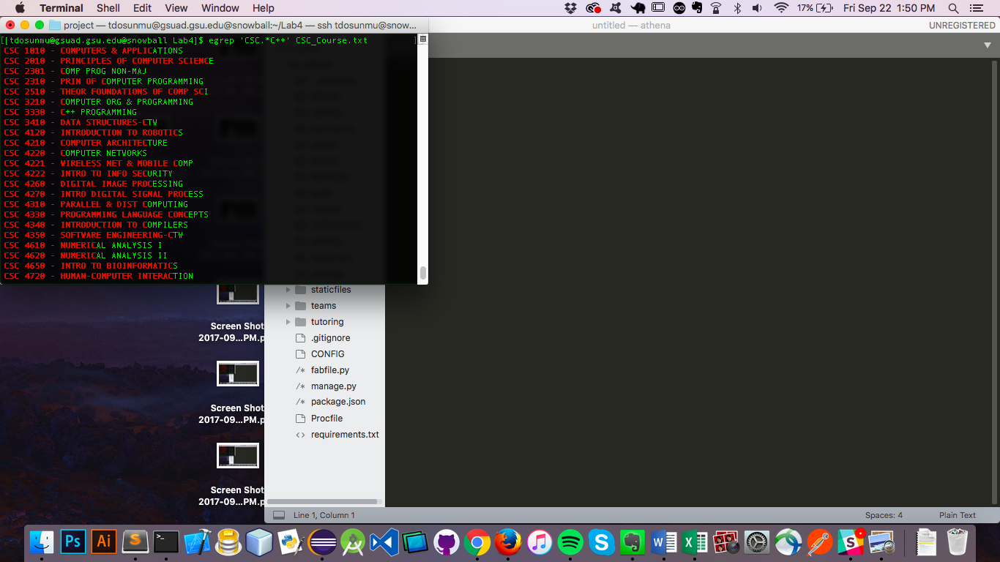 Terminal Shell Edit View Window Help 17% Fri Sep 22 1:50 PM
project — tdosunmu@gsuad.gsu.edu@snowball:~/Lab4 — ssh tdosunmu@snow...
untitled — athena
UNREGISTERED
[[tdosunmu@gsuad.gsu.edu@snowball Lab4]$ egrep 'CSC.*C++' CSC_Course.txt ]
CSC 1010 - COMPUTERS & APPLICATIONS
CSC 2010 - PRINCIPLES OF COMPUTER SCIENCE
CSC 2301 - COMP PROG NON-MAJ
CSC 2310 - PRIN OF COMPUTER PROGRAMMING
CSC 2510 - THEOR FOUNDATIONS OF COMP SCI
CSC 3210 - COMPUTER ORG & PROGRAMMING
CSC 3330 - C++ PROGRAMMING
CSC 3410 - DATA STRUCTURES-CTW
CSC 4120 - INTRODUCTION TO ROBOTICS
CSC 4210 - COMPUTER ARCHITECTURE
CSC 4220 - COMPUTER NETWORKS
CSC 4221 - WIRELESS NET & MOBILE COMP
CSC 4222 - INTRO TO INFO SECURITY
CSC 4260 - DIGITAL IMAGE PROCESSING
CSC 4270 - INTRO DIGITAL SIGNAL PROCESS
CSC 4310 - PARALLEL & DIST COMPUTING
CSC 4330 - PROGRAMMING LANGUAGE CONCEPTS
CSC 4340 - INTRODUCTION TO COMPILERS
CSC 4350 - SOFTWARE ENGINEERING-CTW
CSC 4610 - NUMERICAL ANALYSIS I
CSC 4620 - NUMERICAL ANALYSIS II
CSC 4650 - INTRO TO BIOINFORMATICS
CSC 4720 - HUMAN-COMPUTER INTERACTION
staticfiles
teams
tutoring
.gitignore
CONFIG
/* fabfile.py
/* manage.py
/* package.json
Procfile
<> requirements.txt
Screen Shot
2017-09...PM.p
Screen Shot
2017-09...PM.p
Screen Shot
2017-09...PM.p
Line 1, Column 1
Spaces: 4
Plain Text
Ps
Ai
S
>_
W
X
S